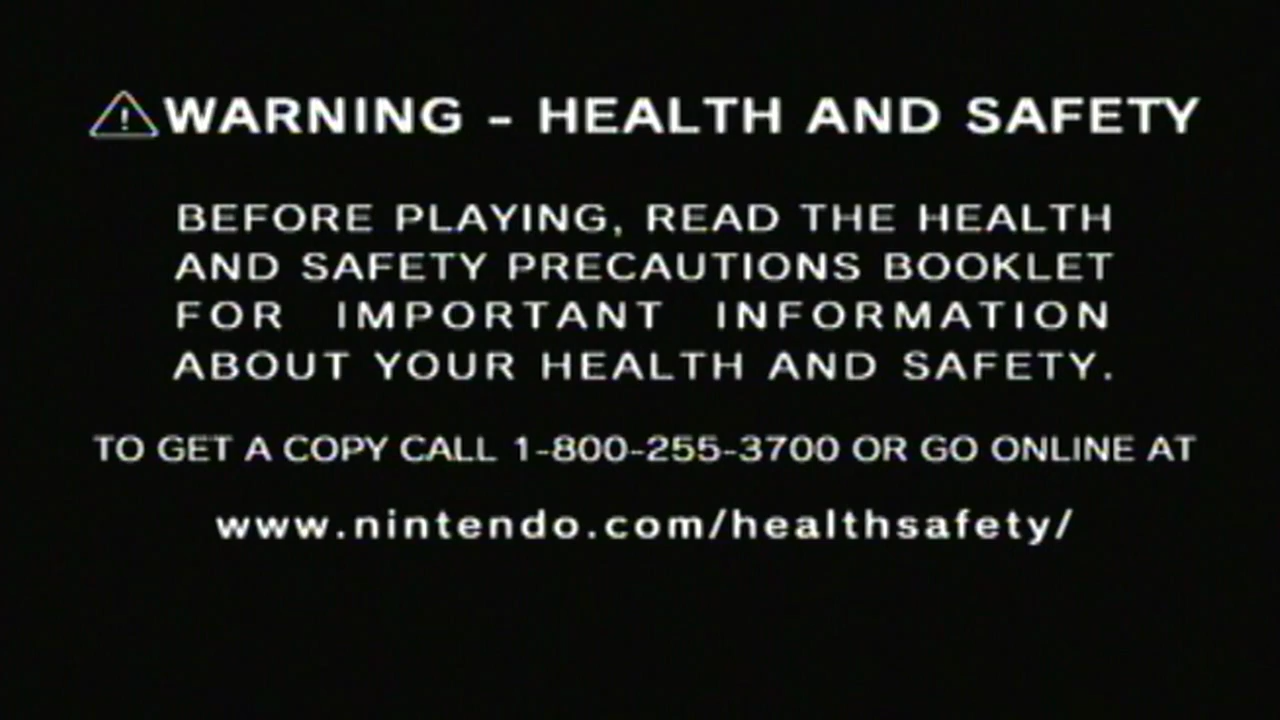 ⚠WARNING - HEALTH AND SAFETY
BEFORE PLAYING, READ THE HEALTH
AND SAFETY PRECAUTIONS BOOKLET
FOR IMPORTANT INFORMATION
ABOUT YOUR HEALTH AND SAFETY.
TO GET A COPY CALL 1-800-255-3700 OR GO ONLINE AT
www.nintendo.com/healthsafety/